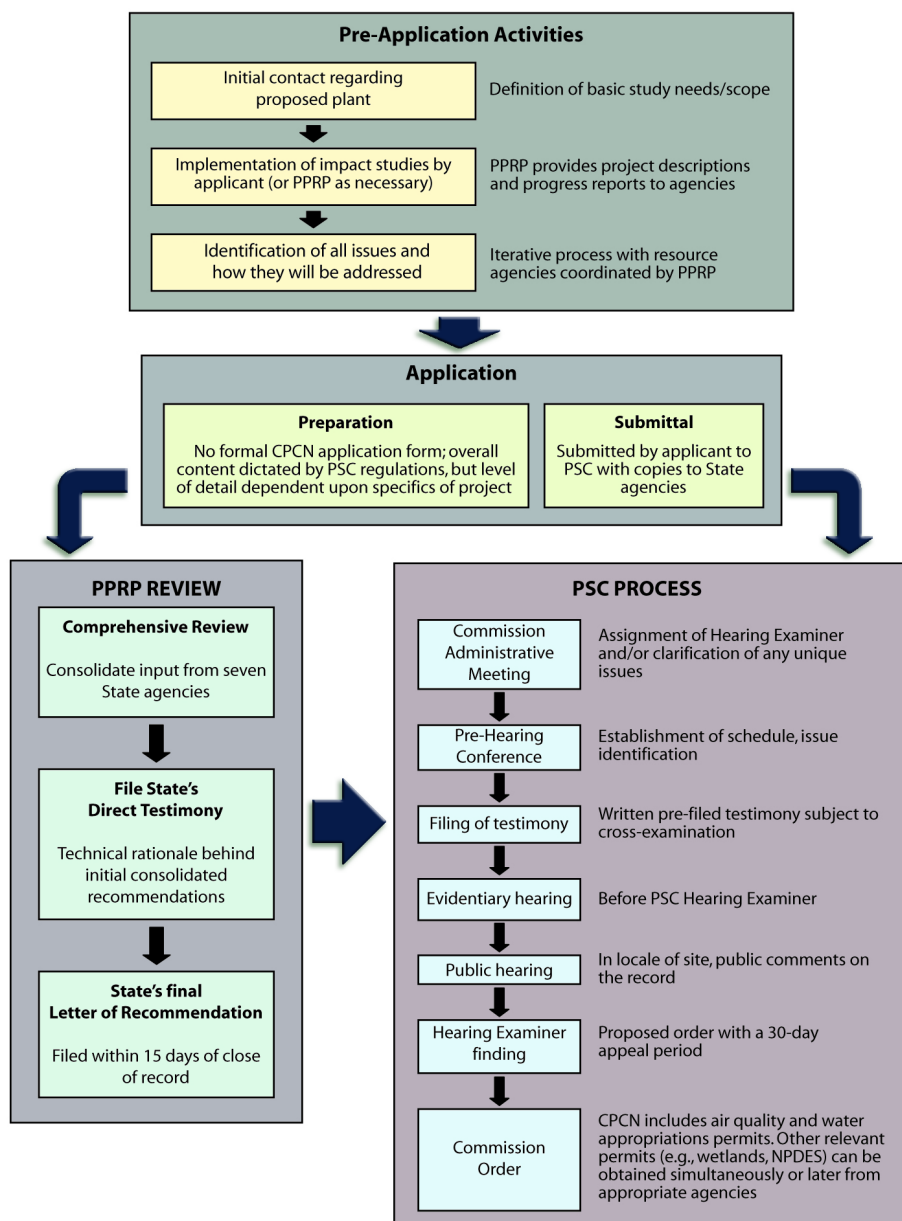 Pre-Application Activities
Initial contact regarding
proposed plant
Definition of basic study needs/scope
Implementation of impact studies by
applicant (or PPRP as necessary)
PPRP provides project descriptions
and progress reports to agencies
Identification of all issues and
how they will be addressed
Iterative process with resource
agencies coordinated by PPRP
Application
Preparation
No formal CPCN application form; overall
content dictated by PSC regulations, but level
of detail dependent upon specifics of project
Submittal
Submitted by applicant to
PSC with copies to State
agencies
PPRP REVIEW
Comprehensive Review
Consolidate input from seven
State agencies
File State's
Direct Testimony
Technical rationale behind
initial consolidated
recommendations
State's final
Letter of Recommendation
Filed within 15 days of close
of record
PSC PROCESS
Commission
Administrative
Meeting
Assignment of Hearing Examiner
and/or clarification of any unique
issues
Pre-Hearing
Conference
Establishment of schedule, issue
identification
Filing of testimony
Written pre-filed testimony subject to
cross-examination
Evidentiary hearing
Before PSC Hearing Examiner
Public hearing
In locale of site, public comments on
the record
Hearing Examiner
finding
Proposed order with a 30-day
appeal period
Commission
Order
CPCN includes air quality and water
appropriations permits. Other relevant
permits (e.g., wetlands, NPDES) can be
obtained simultaneously or later from
appropriate agencies